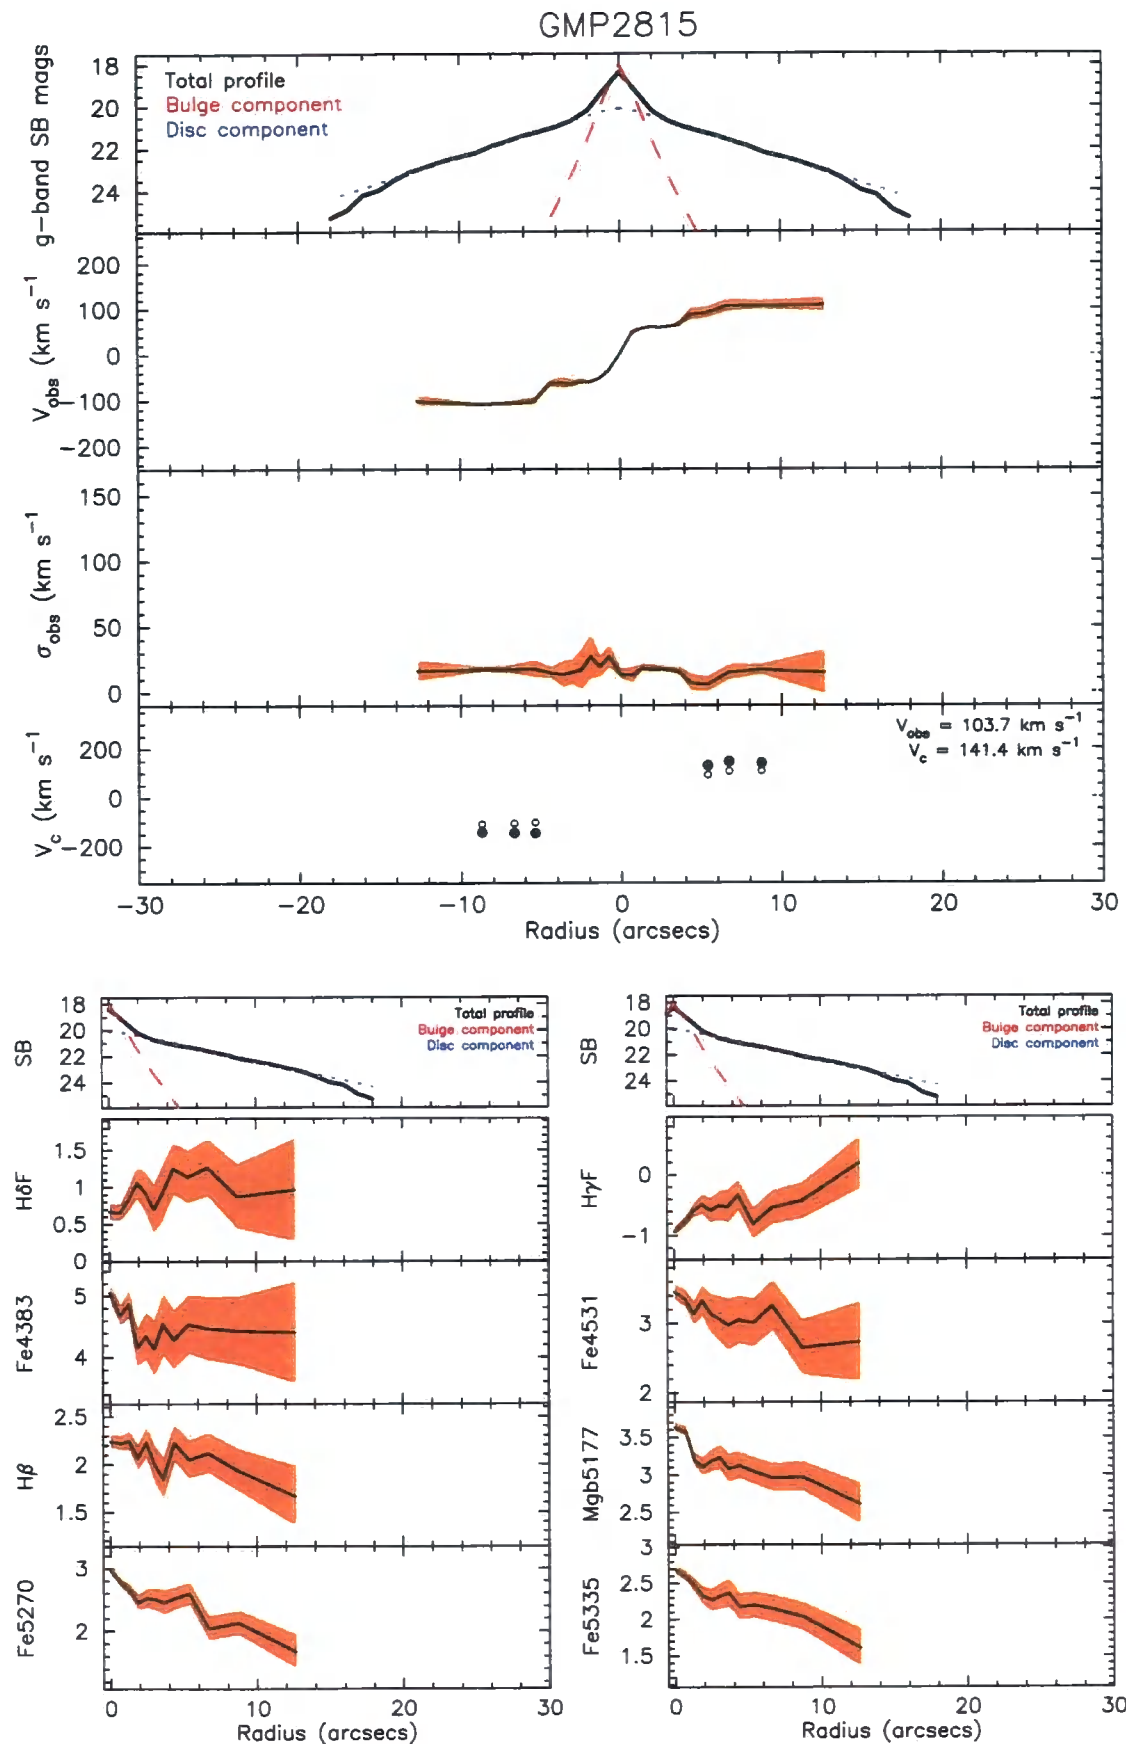 GMP2815
Total profile
Bulge component
Disc component
g-band SB mags
18
20
22
24
V_obs (km s⁻¹)
200
100
0
-100
-200
σ_obs (km s⁻¹)
150
100
50
0
V_c (km s⁻¹)
200
0
-200
V_obs = 103.7 km s⁻¹
V_c = 141.4 km s⁻¹
-30 -20 -10 0 10 20 30
Radius (arcsecs)
SB
18
20
22
24
Total profile
Bulge component
Disc component
HδF
1.5
1
0.5
0
Fe4383
5
4
Hβ
2.5
2
1.5
Fe5270
3
2
0 10 20 30
Radius (arcsecs)
SB
18
20
22
24
Total profile
Bulge component
Disc component
HγF
0
-1
Fe4531
3
2
Mgb5177
3.5
3
2.5
Fe5335
3
2.5
2
1.5
0 10 20 30
Radius (arcsecs)